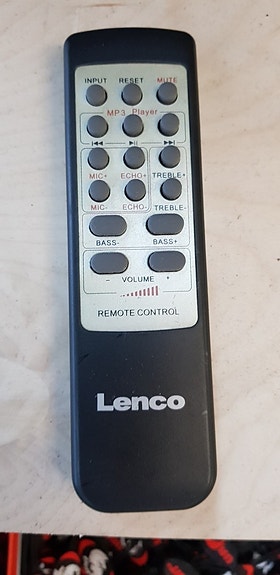 INPUT RESET MUTE
MP3 Player
MIC+ ECHO+ TREBLE+
MIC- ECHO- TREBLE-
BASS- BASS+
- VOLUME +
REMOTE CONTROL
Lenco